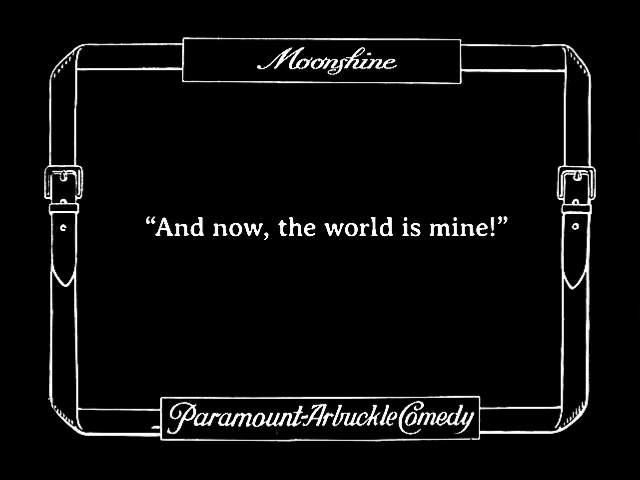 Moonshine
“And now, the world is mine!”
Paramount-Arbuckle Comedy